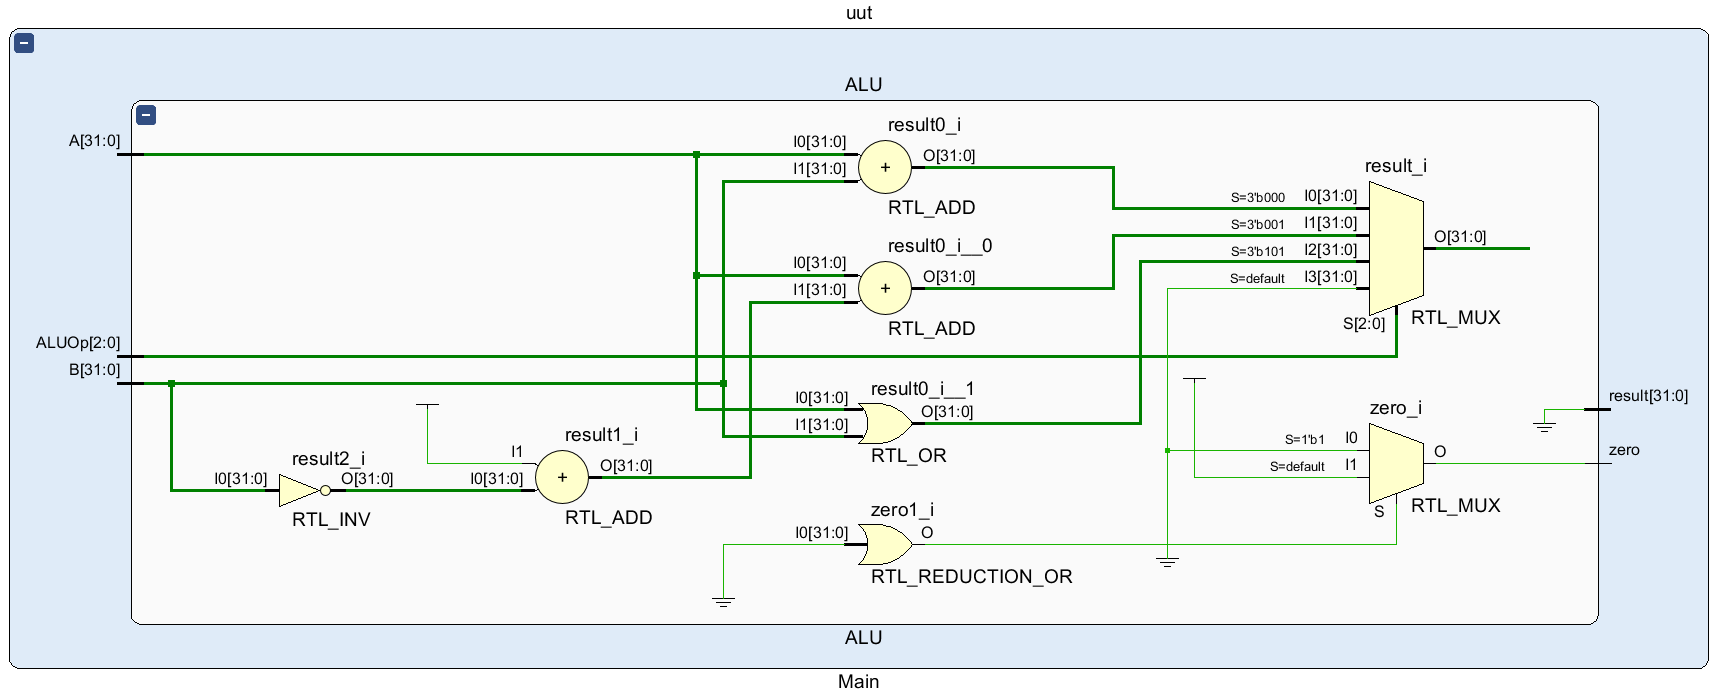 uut
ALU
A[31:0]
result0_i
I0[31:0]
O[31:0]
I1[31:0]
RTL_ADD
result_i
S=3'b000
I0[31:0]
S=3'b001
I1[31:0]
S=3'b101
I2[31:0]
S=default
I3[31:0]
O[31:0]
S[2:0]
RTL_MUX
result0_i__0
I0[31:0]
O[31:0]
I1[31:0]
RTL_ADD
ALUOp[2:0]
B[31:0]
result0_i__1
I0[31:0]
O[31:0]
I1[31:0]
RTL_OR
result[31:0]
zero_i
S=1'b1
I0
O
S=default
I1
S
RTL_MUX
zero
result1_i
I1
O[31:0]
I0[31:0]
RTL_ADD
result2_i
I0[31:0]
O[31:0]
RTL_INV
zero1_i
I0[31:0]
O
RTL_REDUCTION_OR
ALU
Main